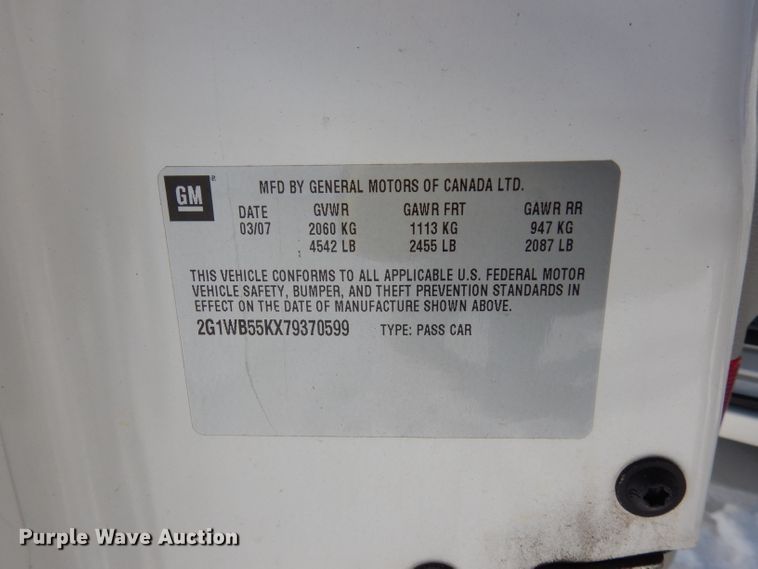 GM
MFD BY GENERAL MOTORS OF CANADA LTD.
DATE GVWR GAWR FRT GAWR RR
03/07 2060 KG 1113 KG 947 KG
4542 LB 2455 LB 2087 LB
THIS VEHICLE CONFORMS TO ALL APPLICABLE U.S. FEDERAL MOTOR
VEHICLE SAFETY, BUMPER, AND THEFT PREVENTION STANDARDS IN
EFFECT ON THE DATE OF MANUFACTURE SHOWN ABOVE.
2G1WB55KX79370599 TYPE: PASS CAR
Purple Wave Auction